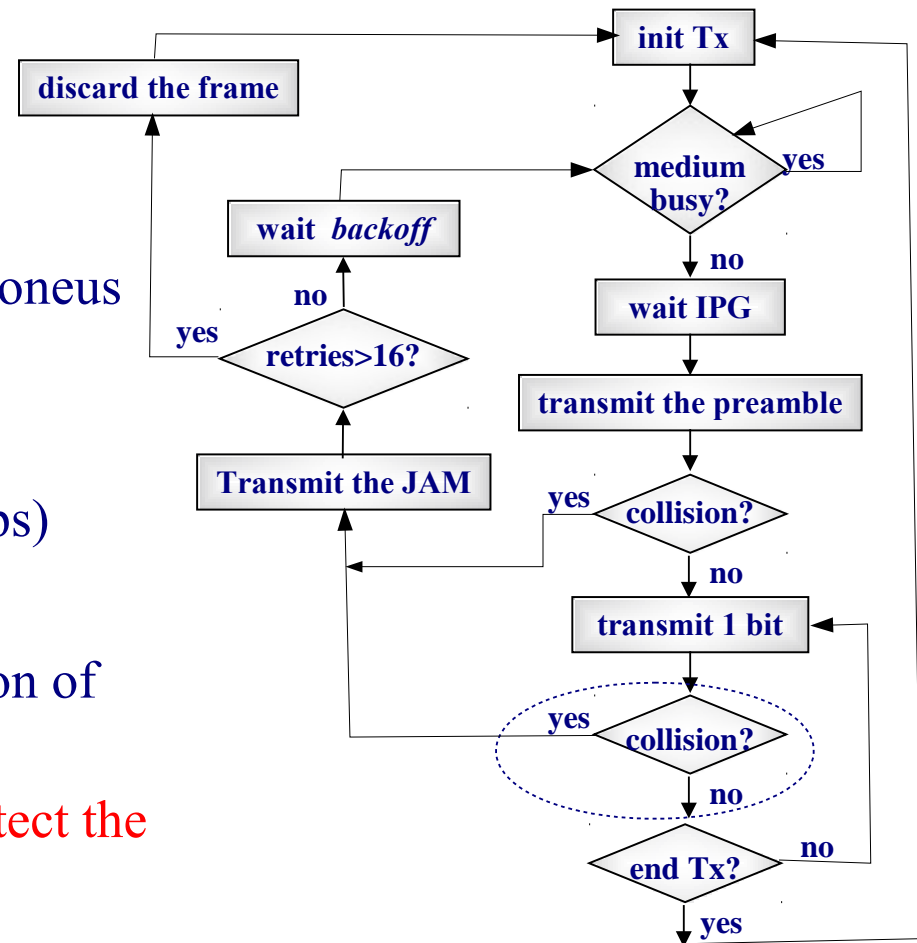 init Tx
discard the frame
medium
busy?
yes
wait backoff
no
oneus
no
wait IPG
yes
retries>16?
transmit the preamble
Transmit the JAM
yes
collision?
os)
no
transmit 1 bit
on of
yes
collision?
no
tect the
no
end Tx?
yes